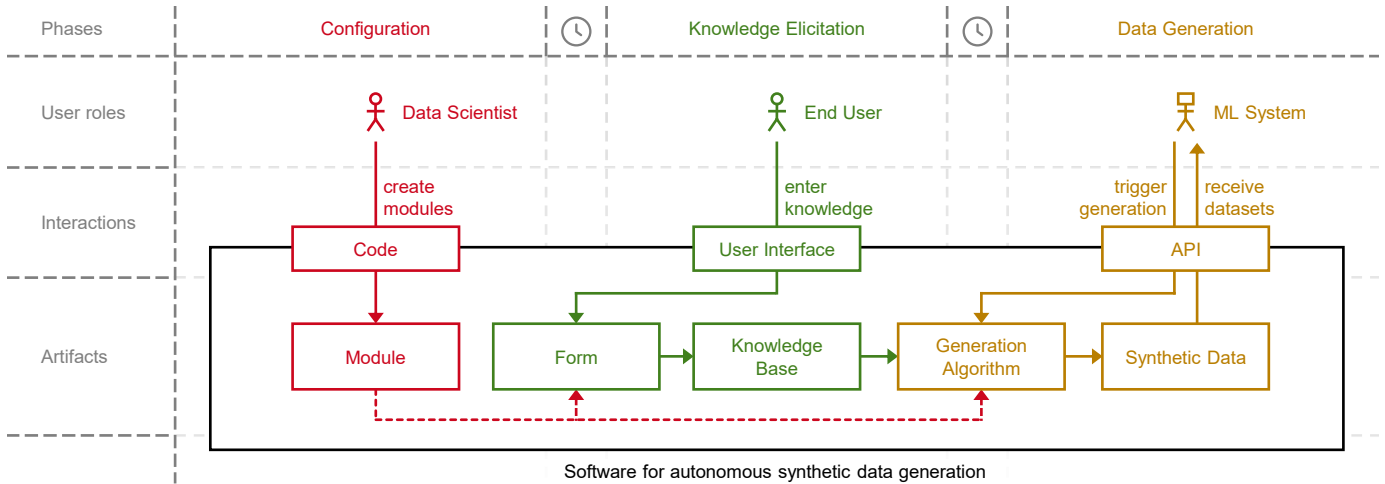 Phases
Configuration
Knowledge Elicitation
Data Generation
User roles
Data Scientist
End User
ML System
Interactions
create
modules
enter
knowledge
trigger
generation
receive
datasets
Code
User Interface
API
Artifacts
Module
Form
Knowledge
Base
Generation
Algorithm
Synthetic Data
Software for autonomous synthetic data generation